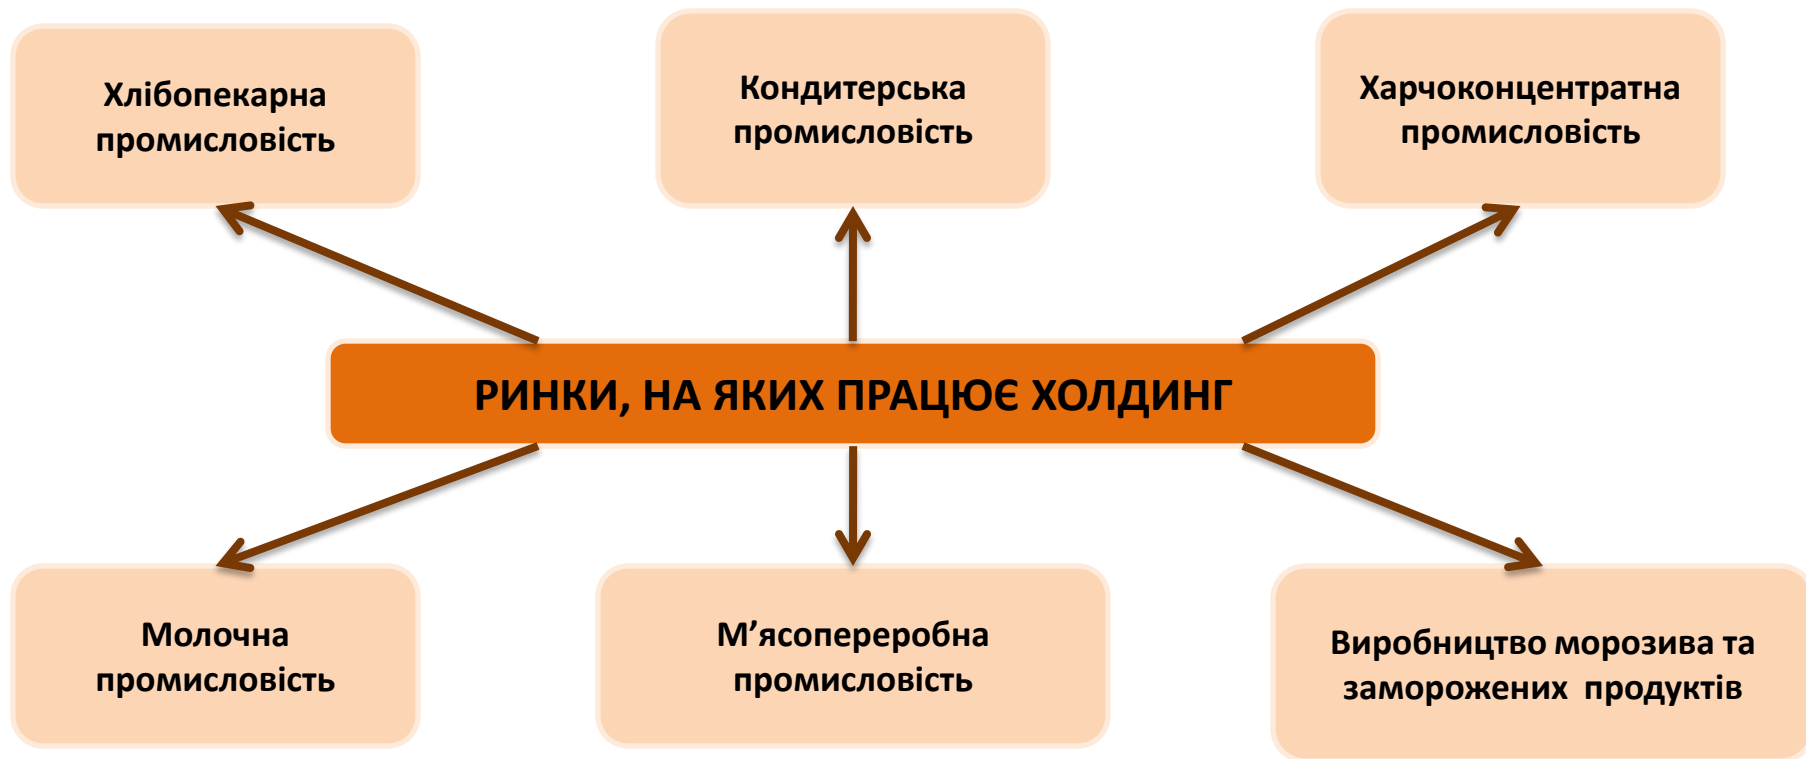 Хлібопекарна
промисловість
Кондитерська
промисловість
Харчоконцентратна
промисловість
РИНКИ, НА ЯКИХ ПРАЦЮЄ ХОЛДИНГ
Молочна
промисловість
М’ясопереробна
промисловість
Виробництво морозива та
заморожених продуктів